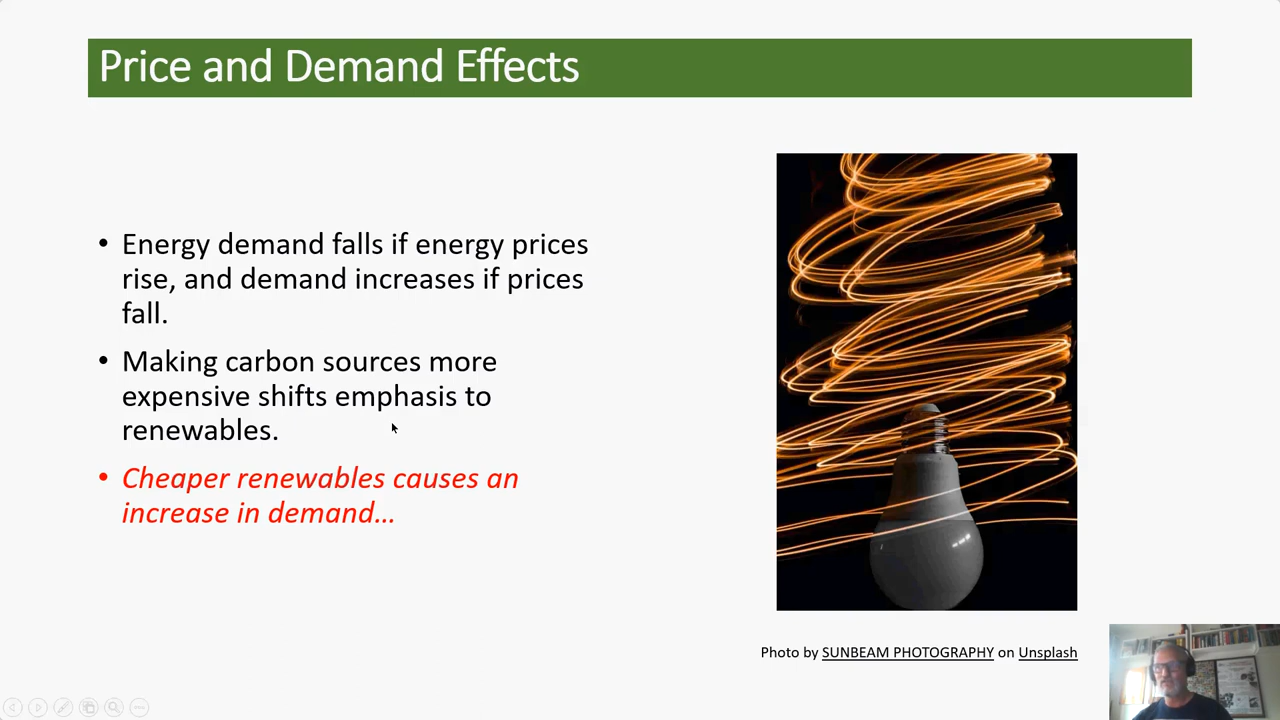 Price and Demand Effects
• Energy demand falls if energy prices
rise, and demand increases if prices
fall.
• Making carbon sources more
expensive shifts emphasis to
renewables.
• Cheaper renewables causes an
increase in demand...
Photo by SUNBEAM PHOTOGRAPHY on Unsplash